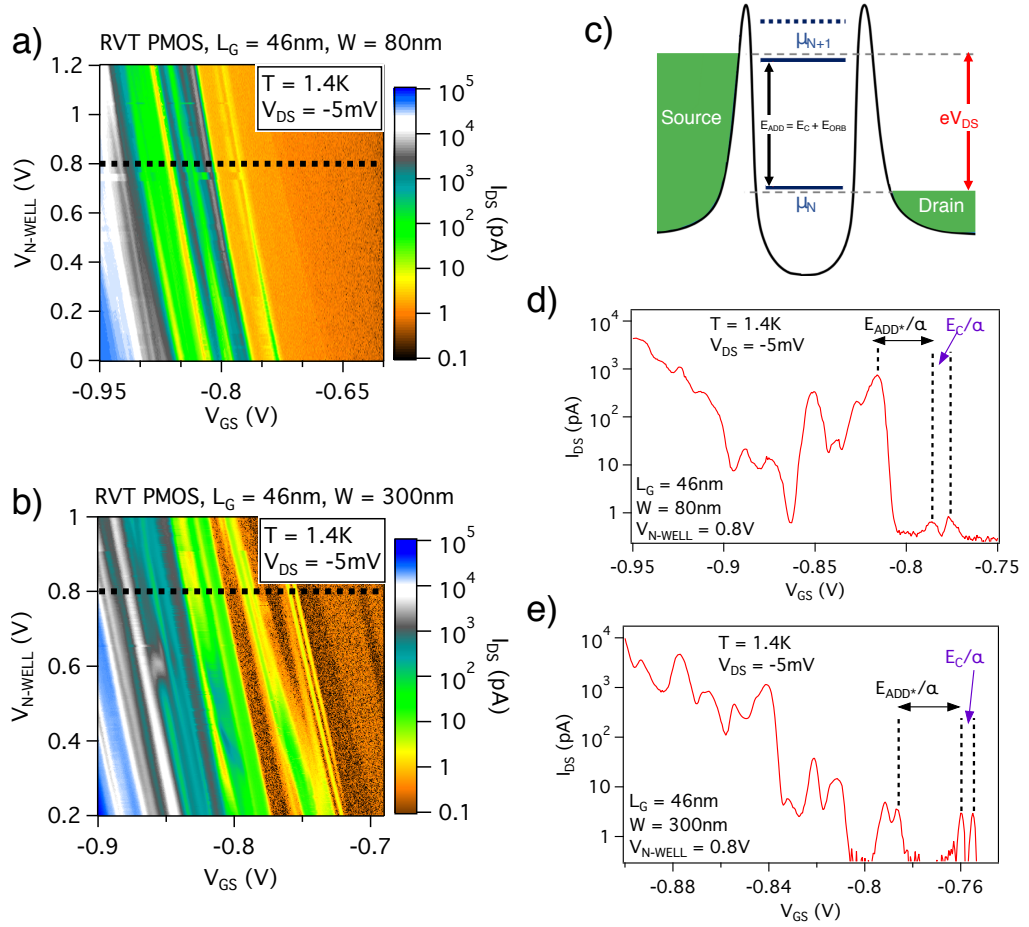 a)
RVT PMOS, L_G = 46nm, W = 80nm
T = 1.4K
V_DS = -5mV
1.2
1
0.8
0.6
0.4
0.2
0
V_N-WELL (V)
-0.95
-0.8
-0.65
V_GS (V)
10^5
10^4
10^3
10^2
10
1
0.1
I_DS (pA)
b)
RVT PMOS, L_G = 46nm, W = 300nm
T = 1.4K
V_DS = -5mV
1
0.8
0.6
0.4
0.2
V_N-WELL (V)
-0.9
-0.8
-0.7
V_GS (V)
10^5
10^4
10^3
10^2
10
1
0.1
I_DS (pA)
c)
μ_N+1
Source
E_ADD = E_C + E_ORB
eV_DS
μ_N
Drain
d)
T = 1.4K
V_DS = -5mV
E_ADD*/α
E_C/α
10^4
10^3
10^2
10
1
I_DS (pA)
L_G = 46nm
W = 80nm
V_N-WELL = 0.8V
-0.95
-0.9
-0.85
-0.8
-0.75
V_GS (V)
e)
T = 1.4K
V_DS = -5mV
E_C/α
E_ADD*/α
10^4
10^3
10^2
10
1
I_DS (pA)
L_G = 46nm
W = 300nm
V_N-WELL = 0.8V
-0.88
-0.84
-0.8
-0.76
V_GS (V)